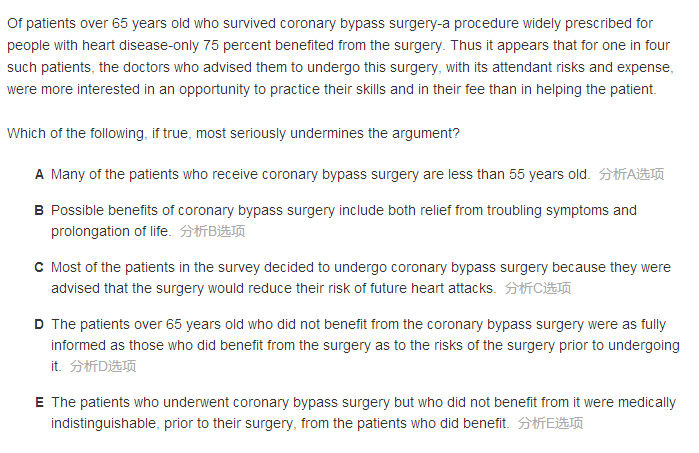 Of patients over 65 years old who survived coronary bypass surgery-a procedure widely prescribed for
people with heart disease-only 75 percent benefited from the surgery. Thus it appears that for one in four
such patients, the doctors who advised them to undergo this surgery, with its attendant risks and expense,
were more interested in an opportunity to practice their skills and in their fee than in helping the patient.
Which of the following, if true, most seriously undermines the argument?
A Many of the patients who receive coronary bypass surgery are less than 55 years old. 分析A选项
B Possible benefits of coronary bypass surgery include both relief from troubling symptoms and
prolongation of life. 分析B选项
C Most of the patients in the survey decided to undergo coronary bypass surgery because they were
advised that the surgery would reduce their risk of future heart attacks. 分析C选项
D The patients over 65 years old who did not benefit from the coronary bypass surgery were as fully
informed as those who did benefit from the surgery as to the risks of the surgery prior to undergoing
it. 分析D选项
E The patients who underwent coronary bypass surgery but who did not benefit from it were medically
indistinguishable, prior to their surgery, from the patients who did benefit. 分析E选项